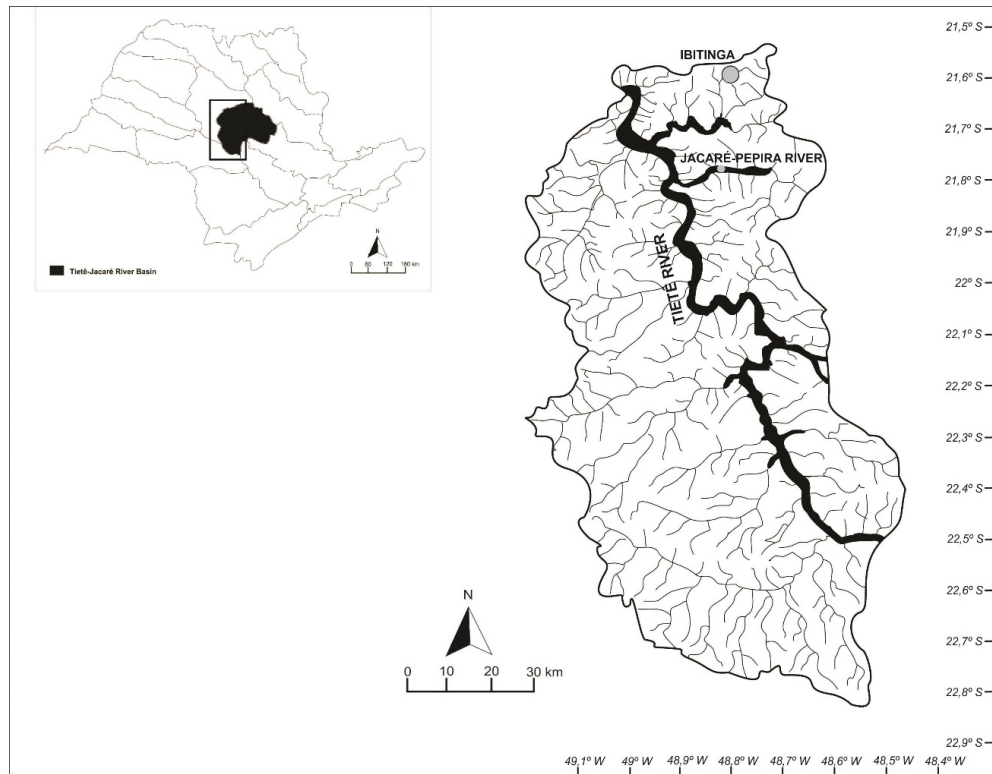 Tietê-Jacaré River Basin
N
0 60 120 180 km
IBITINGA
JACARÉ-PEPIRA RIVER
TIETÊ RIVER
N
0 10 20 30 km
21,5º S
21,6º S
21,7º S
21,8º S
21,9º S
22º S
22,1º S
22,2º S
22,3º S
22,4º S
22,5º S
22,6º S
22,7º S
22,8º S
22,9º S
49,1º W 49º W 48,9º W 48,8º W 48,7º W 48,6º W 48,5º W 48,4º W